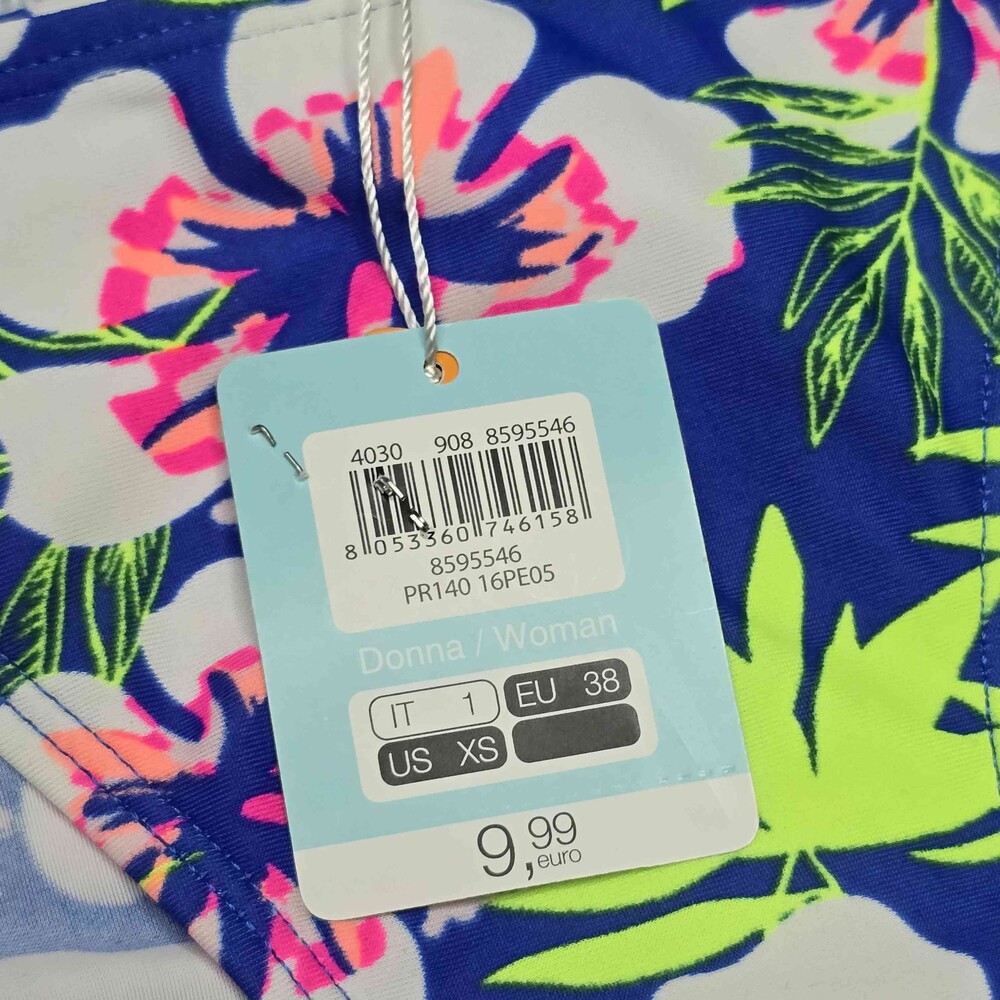 4030 908 8595546
8 053360 746158
8595546
PR140 16PE05
Donna / Woman
IT 1 EU 38
US XS
9,99 euro